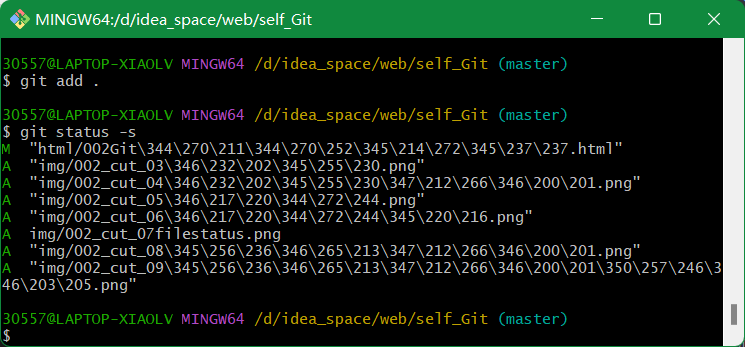 MINGW64:/d/idea_space/web/self_Git
30557@LAPTOP-XIAOLV MINGW64 /d/idea_space/web/self_Git (master)
$ git add .
30557@LAPTOP-XIAOLV MINGW64 /d/idea_space/web/self_Git (master)
$ git status -s
M  "html/002Git\344\270\211\344\270\252\345\214\272\345\237\237.html"
A  "img/002_cut_03\346\232\202\345\255\230.png"
A  "img/002_cut_04\346\232\202\345\255\230\347\212\266\346\200\201.png"
A  "img/002_cut_05\346\217\220\344\272\244.png"
A  "img/002_cut_06\346\217\220\344\272\244\345\220\216.png"
A  img/002_cut_07filestatus.png
A  "img/002_cut_08\345\256\236\346\265\213\347\212\266\346\200\201.png"
A  "img/002_cut_09\345\256\236\346\265\213\347\212\266\346\200\201\350\257\246\3
46\203\205.png"
30557@LAPTOP-XIAOLV MINGW64 /d/idea_space/web/self_Git (master)
$